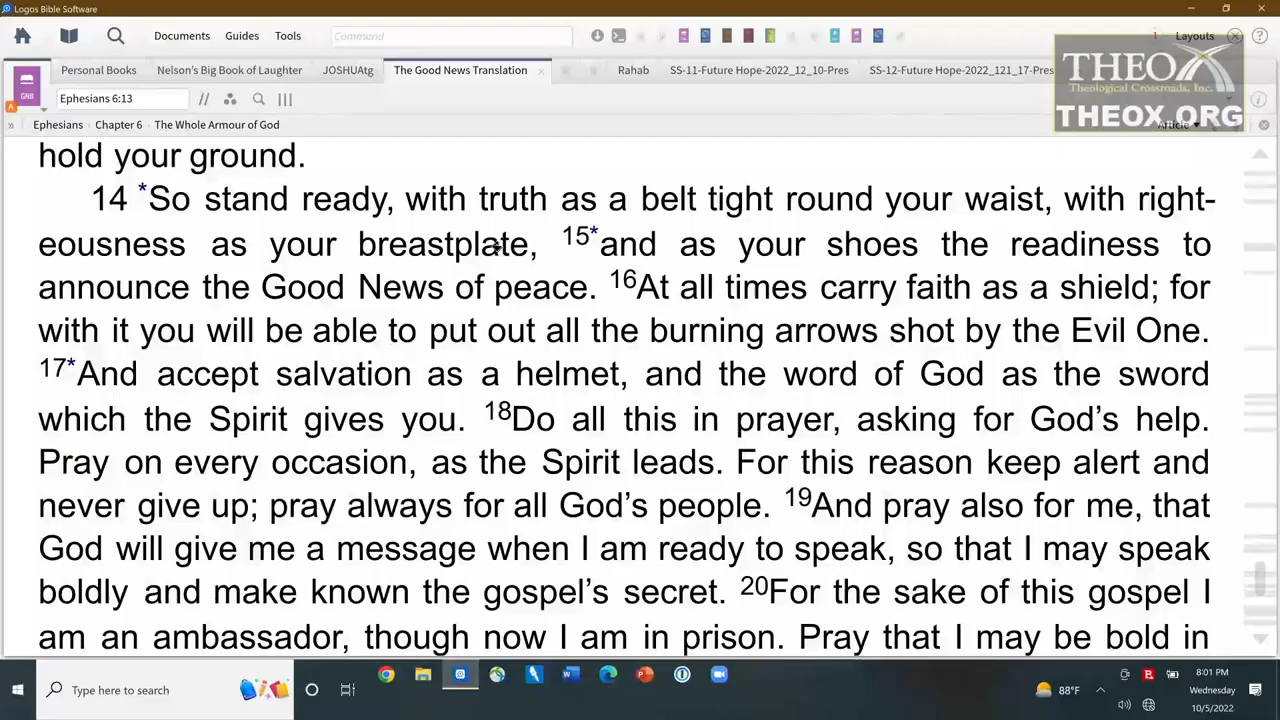 Logos Bible Software
Documents Guides Tools Command Layouts
Personal Books Nelson's Big Book of Laughter JOSHUAtg The Good News Translation Rahab SS-11-Future Hope-2022_12_10-Pres SS-12-Future Hope-2022_121_17-Pres
THEOX
Theological Crossroads, Inc.
THEOX.ORG
GNB
A
Ephesians 6:13
Ephesians Chapter 6 The Whole Armour of God Article
hold your ground.
14 *So stand ready, with truth as a belt tight round your waist, with right-
eousness as your breastplate, 15*and as your shoes the readiness to
announce the Good News of peace. 16At all times carry faith as a shield; for
with it you will be able to put out all the burning arrows shot by the Evil One.
17*And accept salvation as a helmet, and the word of God as the sword
which the Spirit gives you. 18Do all this in prayer, asking for God's help.
Pray on every occasion, as the Spirit leads. For this reason keep alert and
never give up; pray always for all God's people. 19And pray also for me, that
God will give me a message when I am ready to speak, so that I may speak
boldly and make known the gospel's secret. 20For the sake of this gospel I
am an ambassador, though now I am in prison. Pray that I may be bold in
Type here to search
88°F
8:01 PM
Wednesday
10/5/2022